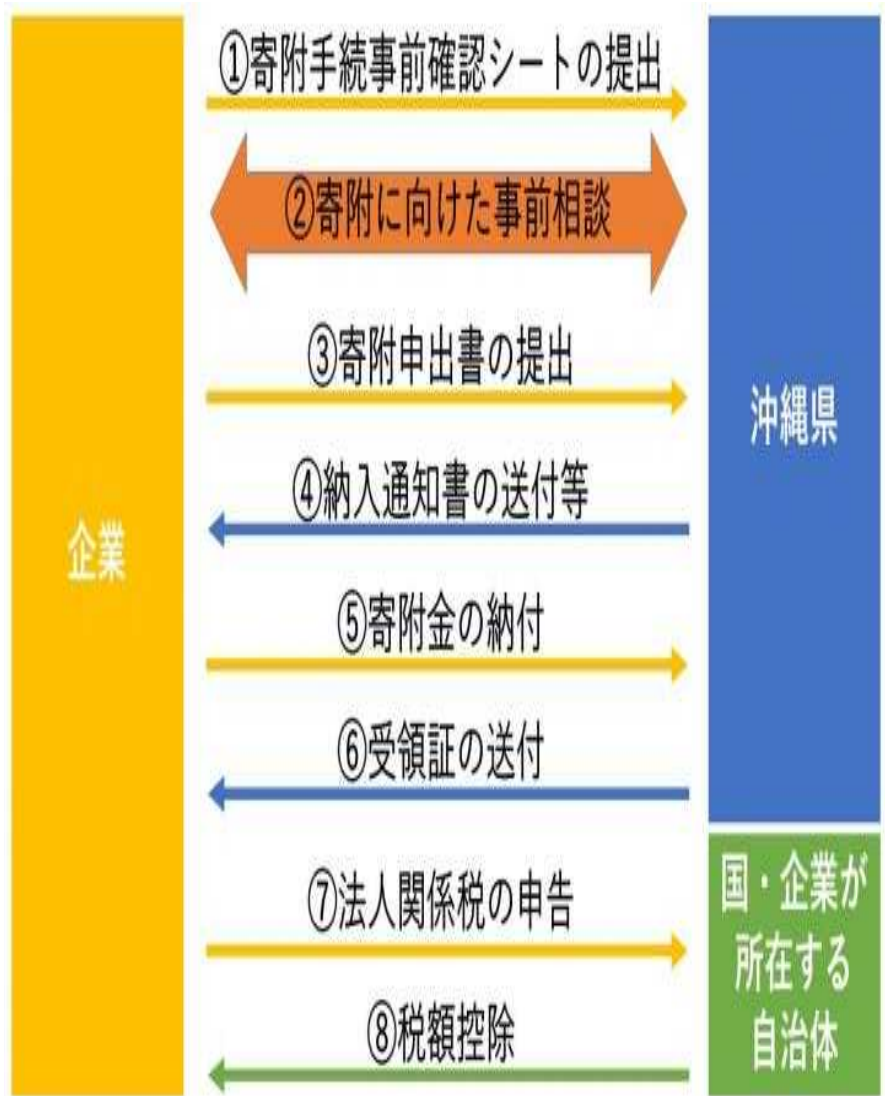 ①寄附手続事前確認シートの提出
②寄附に向けた事前相談
③寄附申出書の提出
沖縄県
④納入通知書の送付等
企業
⑤寄附金の納付
⑥受領証の送付
⑦法人関係税の申告
⑧税額控除
国・企業が
所在する
自治体